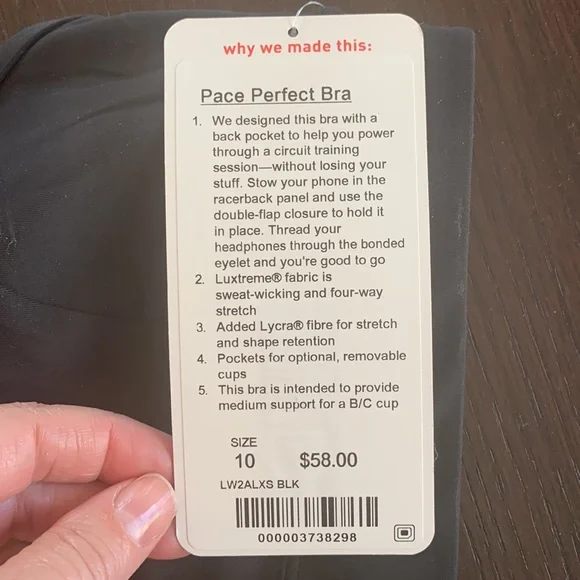 why we made this:
Pace Perfect Bra
1. We designed this bra with a
back pocket to help you power
through a circuit training
session—without losing your
stuff. Stow your phone in the
racerback panel and use the
double-flap closure to hold it
in place. Thread your
headphones through the bonded
eyelet and you're good to go
2. Luxtreme® fabric is
sweat-wicking and four-way
stretch
3. Added Lycra® fibre for stretch
and shape retention
4. Pockets for optional, removable
cups
5. This bra is intended to provide
medium support for a B/C cup
SIZE
10 $58.00
LW2ALXS BLK
000003738298